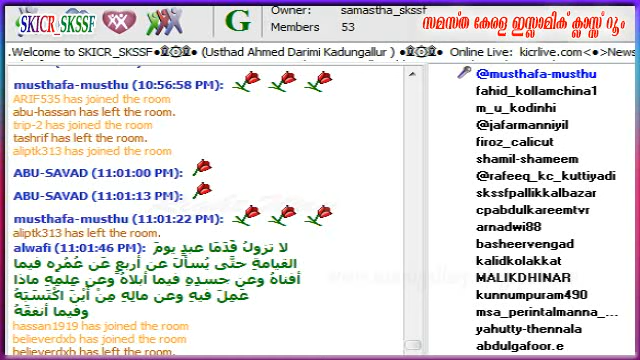 SKICR_SKSSF
G
Owner: samastha_skssf
Members 53
സമസ്ത കേരള ഇസ്ലാമിക് ക്ലാസ്സ് റൂം
.Welcome to SKICR_SKSSF (Usthad Ahmed Darimi Kadungallur ) Online Live: kicrlive.com<●>
musthafa-musthu (10:56:58 PM):
ARIF535 has joined the room
abu-hassan has left the room.
trip-2 has joined the room
tashrif has left the room.
aliptk313 has joined the room
ABU-SAVAD (11:01:00 PM):
ABU-SAVAD (11:01:13 PM):
musthafa-musthu (11:01:22 PM):
aliptk313 has left the room.
alwafi (11:01:46 PM): لا تزولُ قَدَمَا عبدٍ يومَ
القيامةِ حتَّى يُسألَ عن أربعٍ عَن عُمُرِه فيما
أفناهُ وعن جسدِهِ فيما أبلاهُ وعن عِلمِهِ ماذا
عَمِلَ فيهِ وعن مالِهِ مِنْ أَيْنَ اكْتَسَبَهُ
وفيما أنفقَهُ
hassan1919 has joined the room
believerdxb has joined the room
believerdxb has left the room.
@musthafa-musthu
fahid_kollamchina1
m_u_kodinhi
@jafarmanniyil
firoz_calicut
shamil-shameem
@rafeeq_kc_kuttiyadi
skssfpallikkalbazar
cpabdulkareemtvr
arnadwi88
basheervengad
kalidkolakkat
MALIKDHINAR
kunnumpuram490
msa_perintalmanna_...
yahutty-thennala
abdulgafoor.e